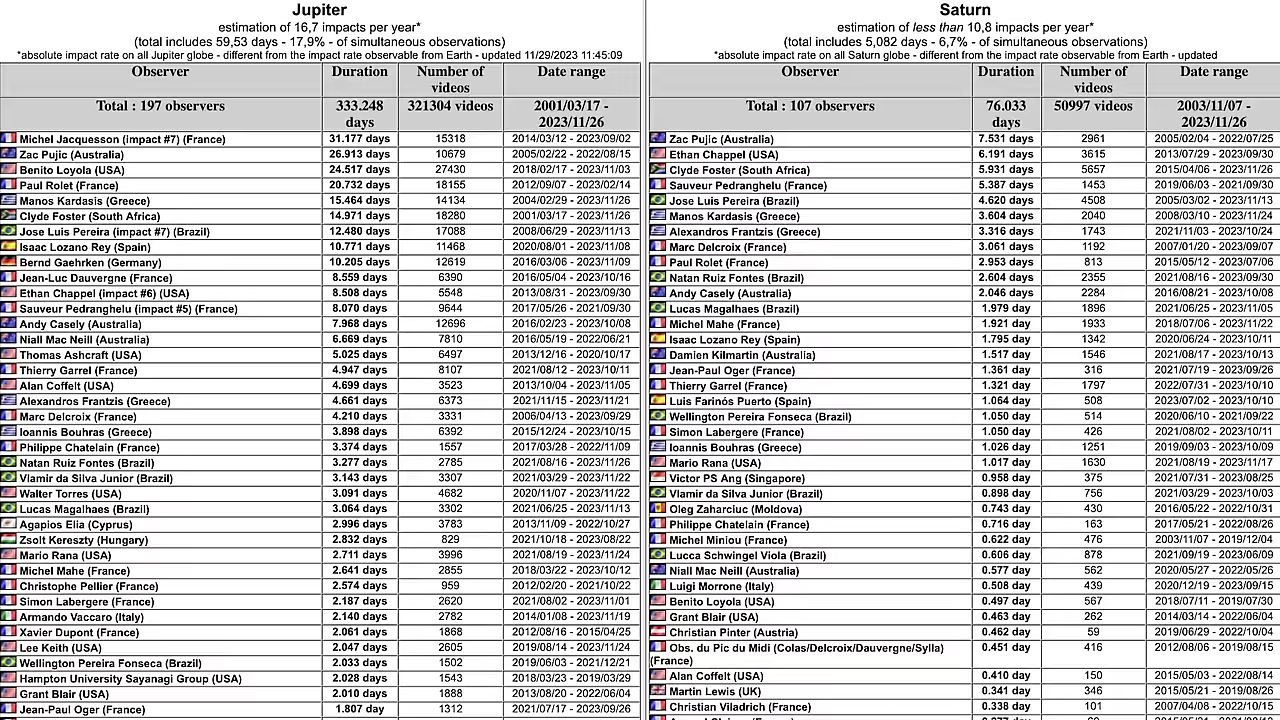 Jupiter
estimation of 16,7 impacts per year*
(total includes 59,53 days - 17,9% - of simultaneous observations)
*absolute impact rate on all Jupiter globe - different from the impact rate observable from Earth - updated 11/29/2023 11:45:09
Observer Duration Number of videos Date range
Total : 197 observers 333.248 days 321304 videos 2001/03/17 - 2023/11/26
Michel Jacquesson (impact #7) (France) 31.177 days 15318 2014/03/12 - 2023/09/02
Zac Pujic (Australia) 26.913 days 10679 2005/02/22 - 2022/08/15
Benito Loyola (USA) 24.517 days 27430 2018/02/17 - 2023/11/03
Paul Rolet (France) 20.732 days 18155 2012/09/07 - 2023/02/14
Manos Kardasis (Greece) 15.464 days 14134 2004/02/29 - 2023/11/26
Clyde Foster (South Africa) 14.971 days 18280 2001/03/17 - 2023/11/26
Jose Luis Pereira (impact #7) (Brazil) 12.480 days 17088 2008/06/29 - 2023/11/13
Isaac Lozano Rey (Spain) 10.771 days 11468 2020/08/01 - 2023/11/08
Bernd Gaehrken (Germany) 10.205 days 12619 2016/03/06 - 2023/11/09
Jean-Luc Dauvergne (France) 8.559 days 6390 2016/05/04 - 2023/10/16
Ethan Chappel (impact #6) (USA) 8.508 days 5548 2013/08/31 - 2023/09/30
Sauveur Pedranghelu (impact #5) (France) 8.070 days 9644 2017/05/26 - 2021/09/30
Andy Casely (Australia) 7.968 days 12696 2016/02/23 - 2023/10/08
Niall Mac Neill (Australia) 6.669 days 7810 2016/05/19 - 2022/06/21
Thomas Ashcraft (USA) 5.025 days 6497 2013/12/16 - 2020/10/17
Thierry Garrel (France) 4.947 days 8107 2021/08/12 - 2023/10/11
Alan Coffelt (USA) 4.699 days 3523 2013/10/04 - 2023/11/05
Alexandros Frantzis (Greece) 4.661 days 6373 2021/11/15 - 2023/11/21
Marc Delcroix (France) 4.210 days 3331 2006/04/13 - 2023/09/29
Ioannis Bouhras (Greece) 3.898 days 6392 2015/12/24 - 2023/10/15
Philippe Chatelain (France) 3.374 days 1557 2017/03/28 - 2022/11/09
Natan Ruiz Fontes (Brazil) 3.277 days 2785 2021/08/16 - 2023/11/26
Vlamir da Silva Junior (Brazil) 3.143 days 3307 2021/03/29 - 2023/11/22
Walter Torres (USA) 3.091 days 4682 2020/11/07 - 2023/11/22
Lucas Magalhaes (Brazil) 3.064 days 3302 2021/06/25 - 2023/11/13
Agapios Elia (Cyprus) 2.996 days 3783 2013/11/09 - 2022/10/27
Zsolt Kereszty (Hungary) 2.832 days 829 2021/10/18 - 2023/08/22
Mario Rana (USA) 2.711 days 3996 2021/08/19 - 2023/11/24
Michel Mahe (France) 2.641 days 2855 2018/03/22 - 2023/10/12
Christophe Pellier (France) 2.574 days 959 2012/02/20 - 2021/10/22
Simon Labergere (France) 2.187 days 2620 2021/08/02 - 2023/11/01
Armando Vaccaro (Italy) 2.140 days 2782 2014/01/08 - 2023/11/19
Xavier Dupont (France) 2.061 days 1868 2012/08/16 - 2015/04/25
Lee Keith (USA) 2.047 days 2605 2019/08/14 - 2023/11/24
Wellington Pereira Fonseca (Brazil) 2.033 days 1502 2019/06/03 - 2021/12/21
Hampton University Sayanagi Group (USA) 2.028 days 1543 2018/03/23 - 2019/03/29
Grant Blair (USA) 2.010 days 1888 2013/08/20 - 2022/06/04
Jean-Paul Oger (France) 1.807 day 1312 2021/07/17 - 2023/09/26
Saturn
estimation of less than 10,8 impacts per year*
(total includes 5,082 days - 6,7% - of simultaneous observations)
*absolute impact rate on all Saturn globe - different from the impact rate observable from Earth - updated
Observer Duration Number of videos Date range
Total : 107 observers 76.033 days 50997 videos 2003/11/07 - 2023/11/26
Zac Pujic (Australia) 7.531 days 2961 2005/02/04 - 2022/07/25
Ethan Chappel (USA) 6.191 days 3615 2013/07/29 - 2023/09/30
Clyde Foster (South Africa) 5.931 days 5657 2015/04/06 - 2023/11/26
Sauveur Pedranghelu (France) 5.387 days 1453 2019/06/03 - 2021/09/30
Jose Luis Pereira (Brazil) 4.620 days 4508 2005/03/02 - 2023/11/13
Manos Kardasis (Greece) 3.604 days 2040 2008/03/10 - 2023/11/24
Alexandros Frantzis (Greece) 3.316 days 1743 2021/11/03 - 2023/10/24
Marc Delcroix (France) 3.061 days 1192 2007/01/20 - 2023/09/07
Paul Rolet (France) 2.953 days 813 2015/05/12 - 2023/07/06
Natan Ruiz Fontes (Brazil) 2.604 days 2355 2021/08/16 - 2023/09/30
Andy Casely (Australia) 2.046 days 2284 2016/08/21 - 2023/10/08
Lucas Magalhaes (Brazil) 1.979 day 1896 2021/06/25 - 2023/11/05
Michel Mahe (France) 1.921 day 1933 2018/07/06 - 2023/11/22
Isaac Lozano Rey (Spain) 1.795 day 1342 2020/06/24 - 2023/10/11
Damien Kilmartin (Australia) 1.517 day 1546 2021/08/17 - 2023/10/13
Jean-Paul Oger (France) 1.361 day 316 2021/07/19 - 2023/09/26
Thierry Garrel (France) 1.321 day 1797 2022/07/31 - 2023/10/10
Luis Farinós Puerto (Spain) 1.064 day 508 2023/07/02 - 2023/10/10
Wellington Pereira Fonseca (Brazil) 1.050 day 514 2020/06/10 - 2021/09/22
Simon Labergere (France) 1.050 day 426 2021/08/02 - 2023/10/11
Ioannis Bouhras (Greece) 1.026 day 1251 2019/09/03 - 2023/10/09
Mario Rana (USA) 1.017 day 1630 2021/08/19 - 2023/11/17
Victor PS Ang (Singapore) 0.958 day 375 2021/07/31 - 2023/08/25
Vlamir da Silva Junior (Brazil) 0.898 day 756 2021/03/29 - 2023/10/03
Oleg Zaharciuc (Moldova) 0.743 day 430 2016/05/22 - 2022/10/31
Philippe Chatelain (France) 0.716 day 163 2017/05/21 - 2022/08/26
Michel Miniou (France) 0.622 day 476 2003/11/07 - 2019/12/04
Lucca Schwingel Viola (Brazil) 0.606 day 878 2021/09/19 - 2023/06/09
Niall Mac Neill (Australia) 0.577 day 562 2020/05/27 - 2022/05/26
Luigi Morrone (Italy) 0.508 day 439 2020/12/19 - 2023/09/15
Benito Loyola (USA) 0.497 day 567 2018/07/11 - 2019/07/30
Grant Blair (USA) 0.463 day 262 2014/03/14 - 2022/06/04
Christian Pinter (Austria) 0.462 day 59 2019/06/29 - 2022/10/04
Obs. du Pic du Midi (Colas/Delcroix/Dauvergne/Sylla) (France) 0.451 day 416 2012/08/06 - 2019/08/15
Alan Coffelt (USA) 0.410 day 150 2015/05/03 - 2022/08/14
Martin Lewis (UK) 0.341 day 346 2015/05/21 - 2019/08/26
Christian Viladrich (France) 0.338 day 101 2007/04/08 - 2022/10/15